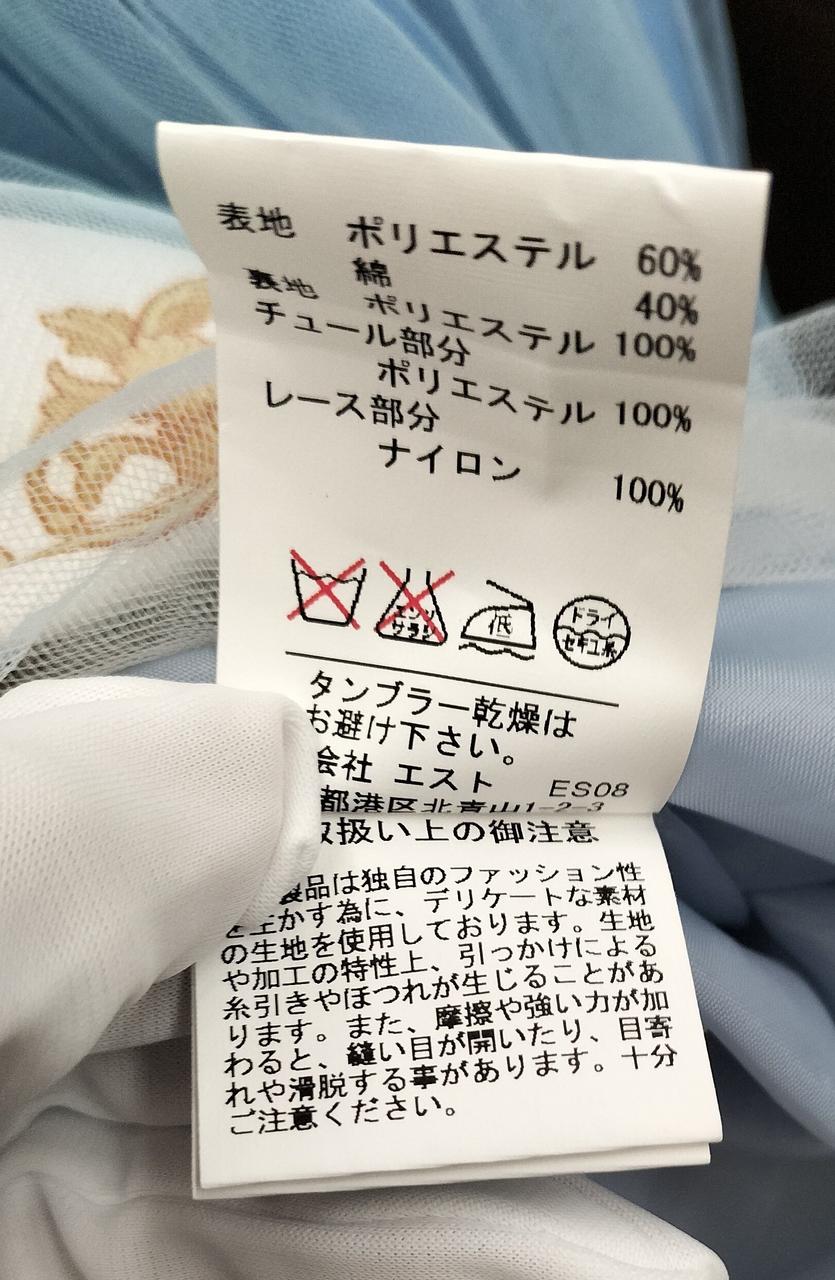 表地 ポリエステル 60%
綿 40%
裏地 ポリエステル 100%
チュール部分
ポリエステル 100%
レース部分
ナイロン 100%
エンソ サラシ 低 ドライ セキユ系
タンブラー乾燥は
お避け下さい。
会社 エスト ES08
都港区北青山1-2-3
扱い上の御注意
製品は独自のファッション性
を生かす為に、デリケートな素材
の生地を使用しております。生地
や加工の特性上、引っかけによる
糸引きやほつれが生じることがあ
ります。また、摩擦や強い力が加
わると、縫い目が開いたり、目寄
れや滑脱する事があります。十分
ご注意ください。